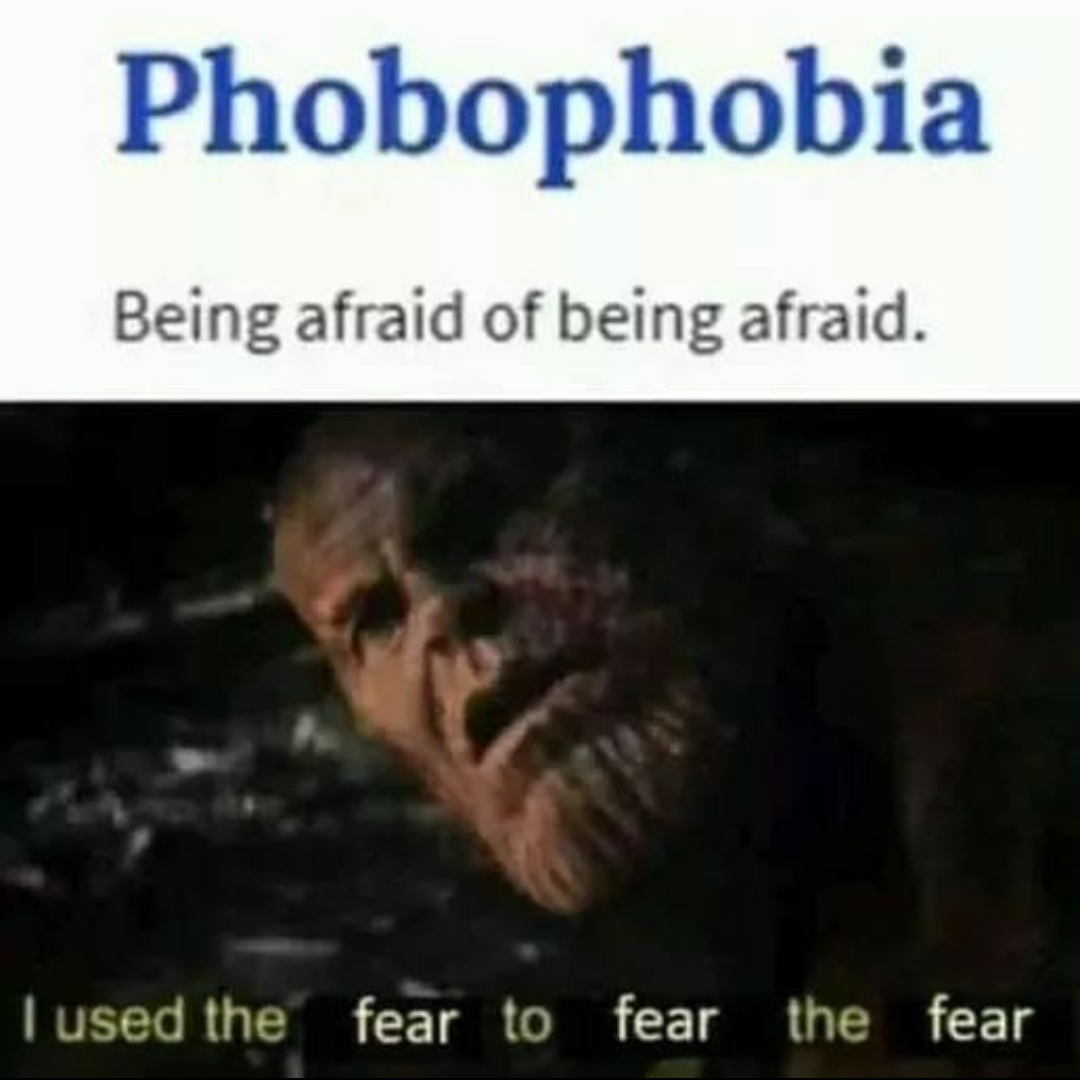 Phobophobia
Being afraid of being afraid.
I used the fear to fear the fear